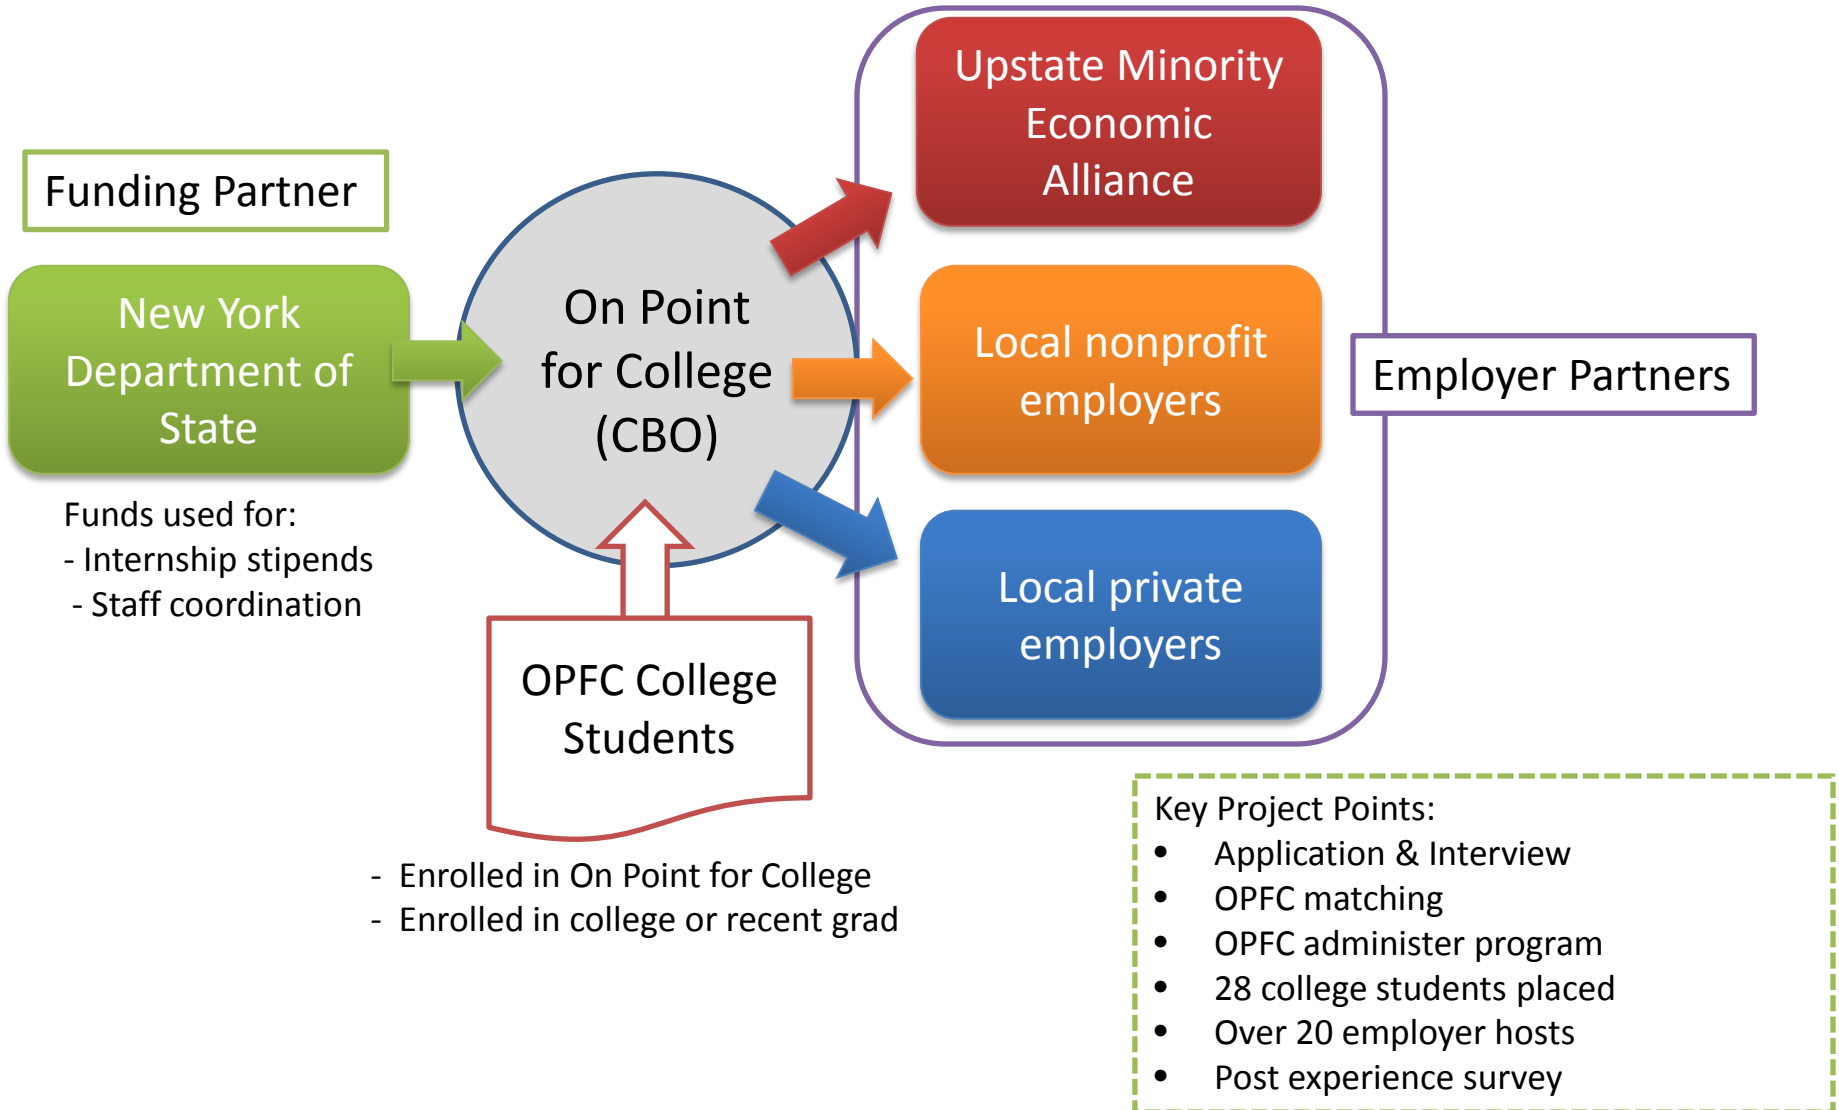 Funding Partner
New York
Department of
State
Funds used for:
- Internship stipends
- Staff coordination
On Point
for College
(CBO)
OPFC College
Students
- Enrolled in On Point for College
- Enrolled in college or recent grad
Upstate Minority
Economic
Alliance
Local nonprofit
employers
Local private
employers
Employer Partners
Key Project Points:
• Application & Interview
• OPFC matching
• OPFC administer program
• 28 college students placed
• Over 20 employer hosts
• Post experience survey